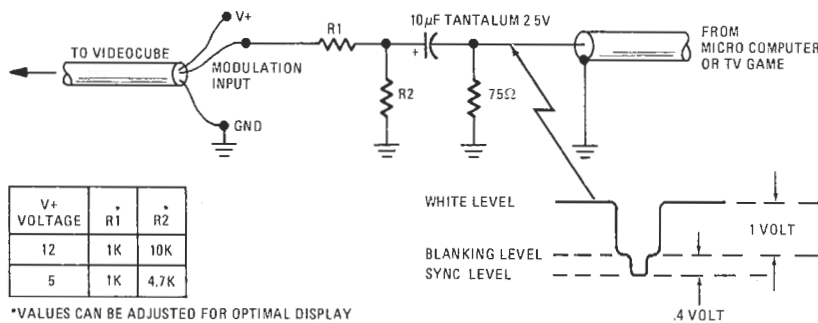 V+
R1
10μF TANTALUM 25V
FROM
MICRO COMPUTER
OR TV GAME
TO VIDEOCUBE
MODULATION
INPUT
+
R2
75Ω
GND
V+
VOLTAGE
*
R1
*
R2
12
1K
10K
5
1K
4.7K
*VALUES CAN BE ADJUSTED FOR OPTIMAL DISPLAY
WHITE LEVEL
1 VOLT
BLANKING LEVEL
SYNC LEVEL
.4 VOLT